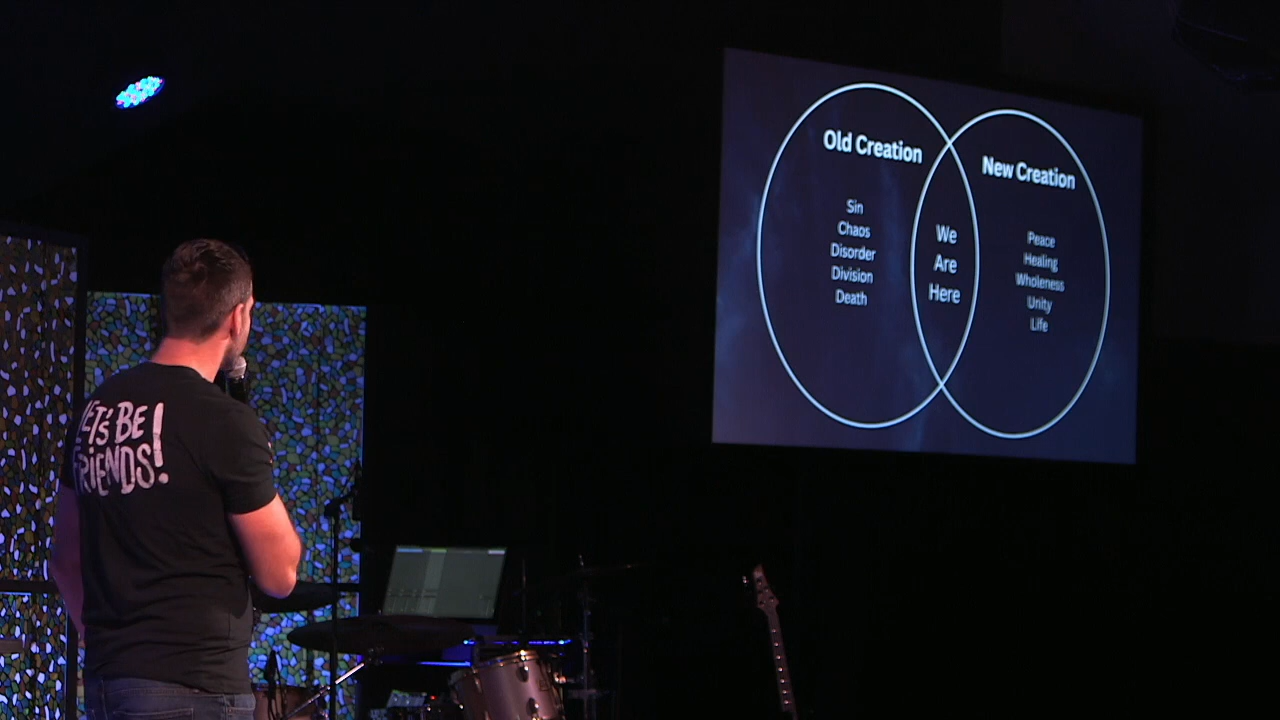 Old Creation
Sin
Chaos
Disorder
Division
Death
We
Are
Here
New Creation
Peace
Healing
Wholeness
Unity
Life
LET'S BE
FRIENDS!